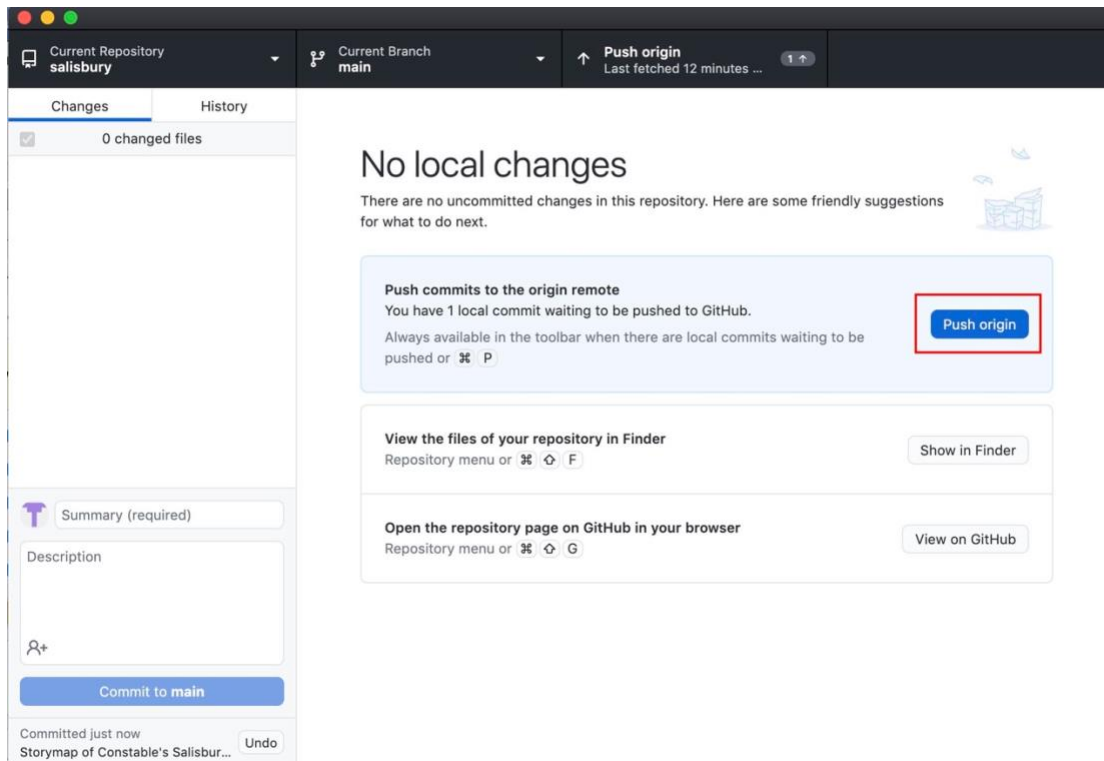 Current Repository
salisbury
Current Branch
main
Push origin
Last fetched 12 minutes ...
1↑
Changes
History
0 changed files
No local changes
There are no uncommitted changes in this repository. Here are some friendly suggestions
for what to do next.
Push commits to the origin remote
You have 1 local commit waiting to be pushed to GitHub.
Always available in the toolbar when there are local commits waiting to be
pushed or ⌘ P
Push origin
View the files of your repository in Finder
Repository menu or ⌘ ⇧ F
Show in Finder
Open the repository page on GitHub in your browser
Repository menu or ⌘ ⇧ G
View on GitHub
Summary (required)
Description
Commit to main
Committed just now
Storymap of Constable's Salisbur...
Undo